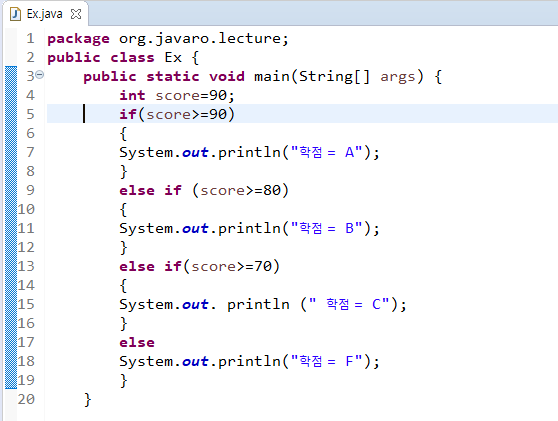 Ex.java
1 package org.javaro.lecture;
2 public class Ex {
3 public static void main(String[] args) {
4 int score=90;
5 if(score>=90)
6 {
7 System.out.println("학점 = A");
8 }
9 else if (score>=80)
10 {
11 System.out.println("학점 = B");
12 }
13 else if(score>=70)
14 {
15 System.out. println (" 학점 = C");
16 }
17 else
18 System.out.println("학점 = F");
19 }
20 }